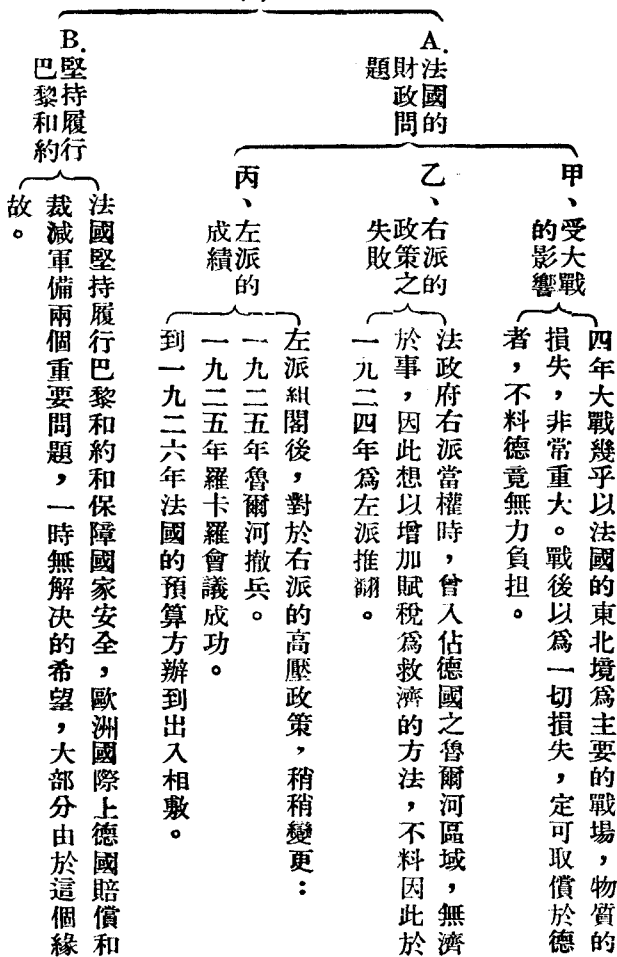 A.法國的
財政問
題
甲、受大戰
的影響
四年大戰幾乎以法國的東北境爲主要的戰場，物質的
損失，非常重大。戰後以爲一切損失，定可取償於德
者，不料德竟無力負担。
乙、右派的
政策之
失敗
法政府右派當權時，曾入佔德國之魯爾河區域，無濟
於事，因此想以增加賦稅爲救濟的方法，不料因此於
一九二四年爲左派推翻。
丙、左派的
成績
左派組閣後，對於右派的高壓政策，稍稍變更：
一九二五年魯爾河撤兵。
一九二五年羅卡羅會議成功。
到一九二六年法國的預算方辦到出入相敷。
B.堅持履行
巴黎和約
法國堅持履行巴黎和約和保障國家安全，歐洲國際上德國賠償和
裁減軍備兩個重要問題，一時無解决的希望，大部分由於這個緣
故。